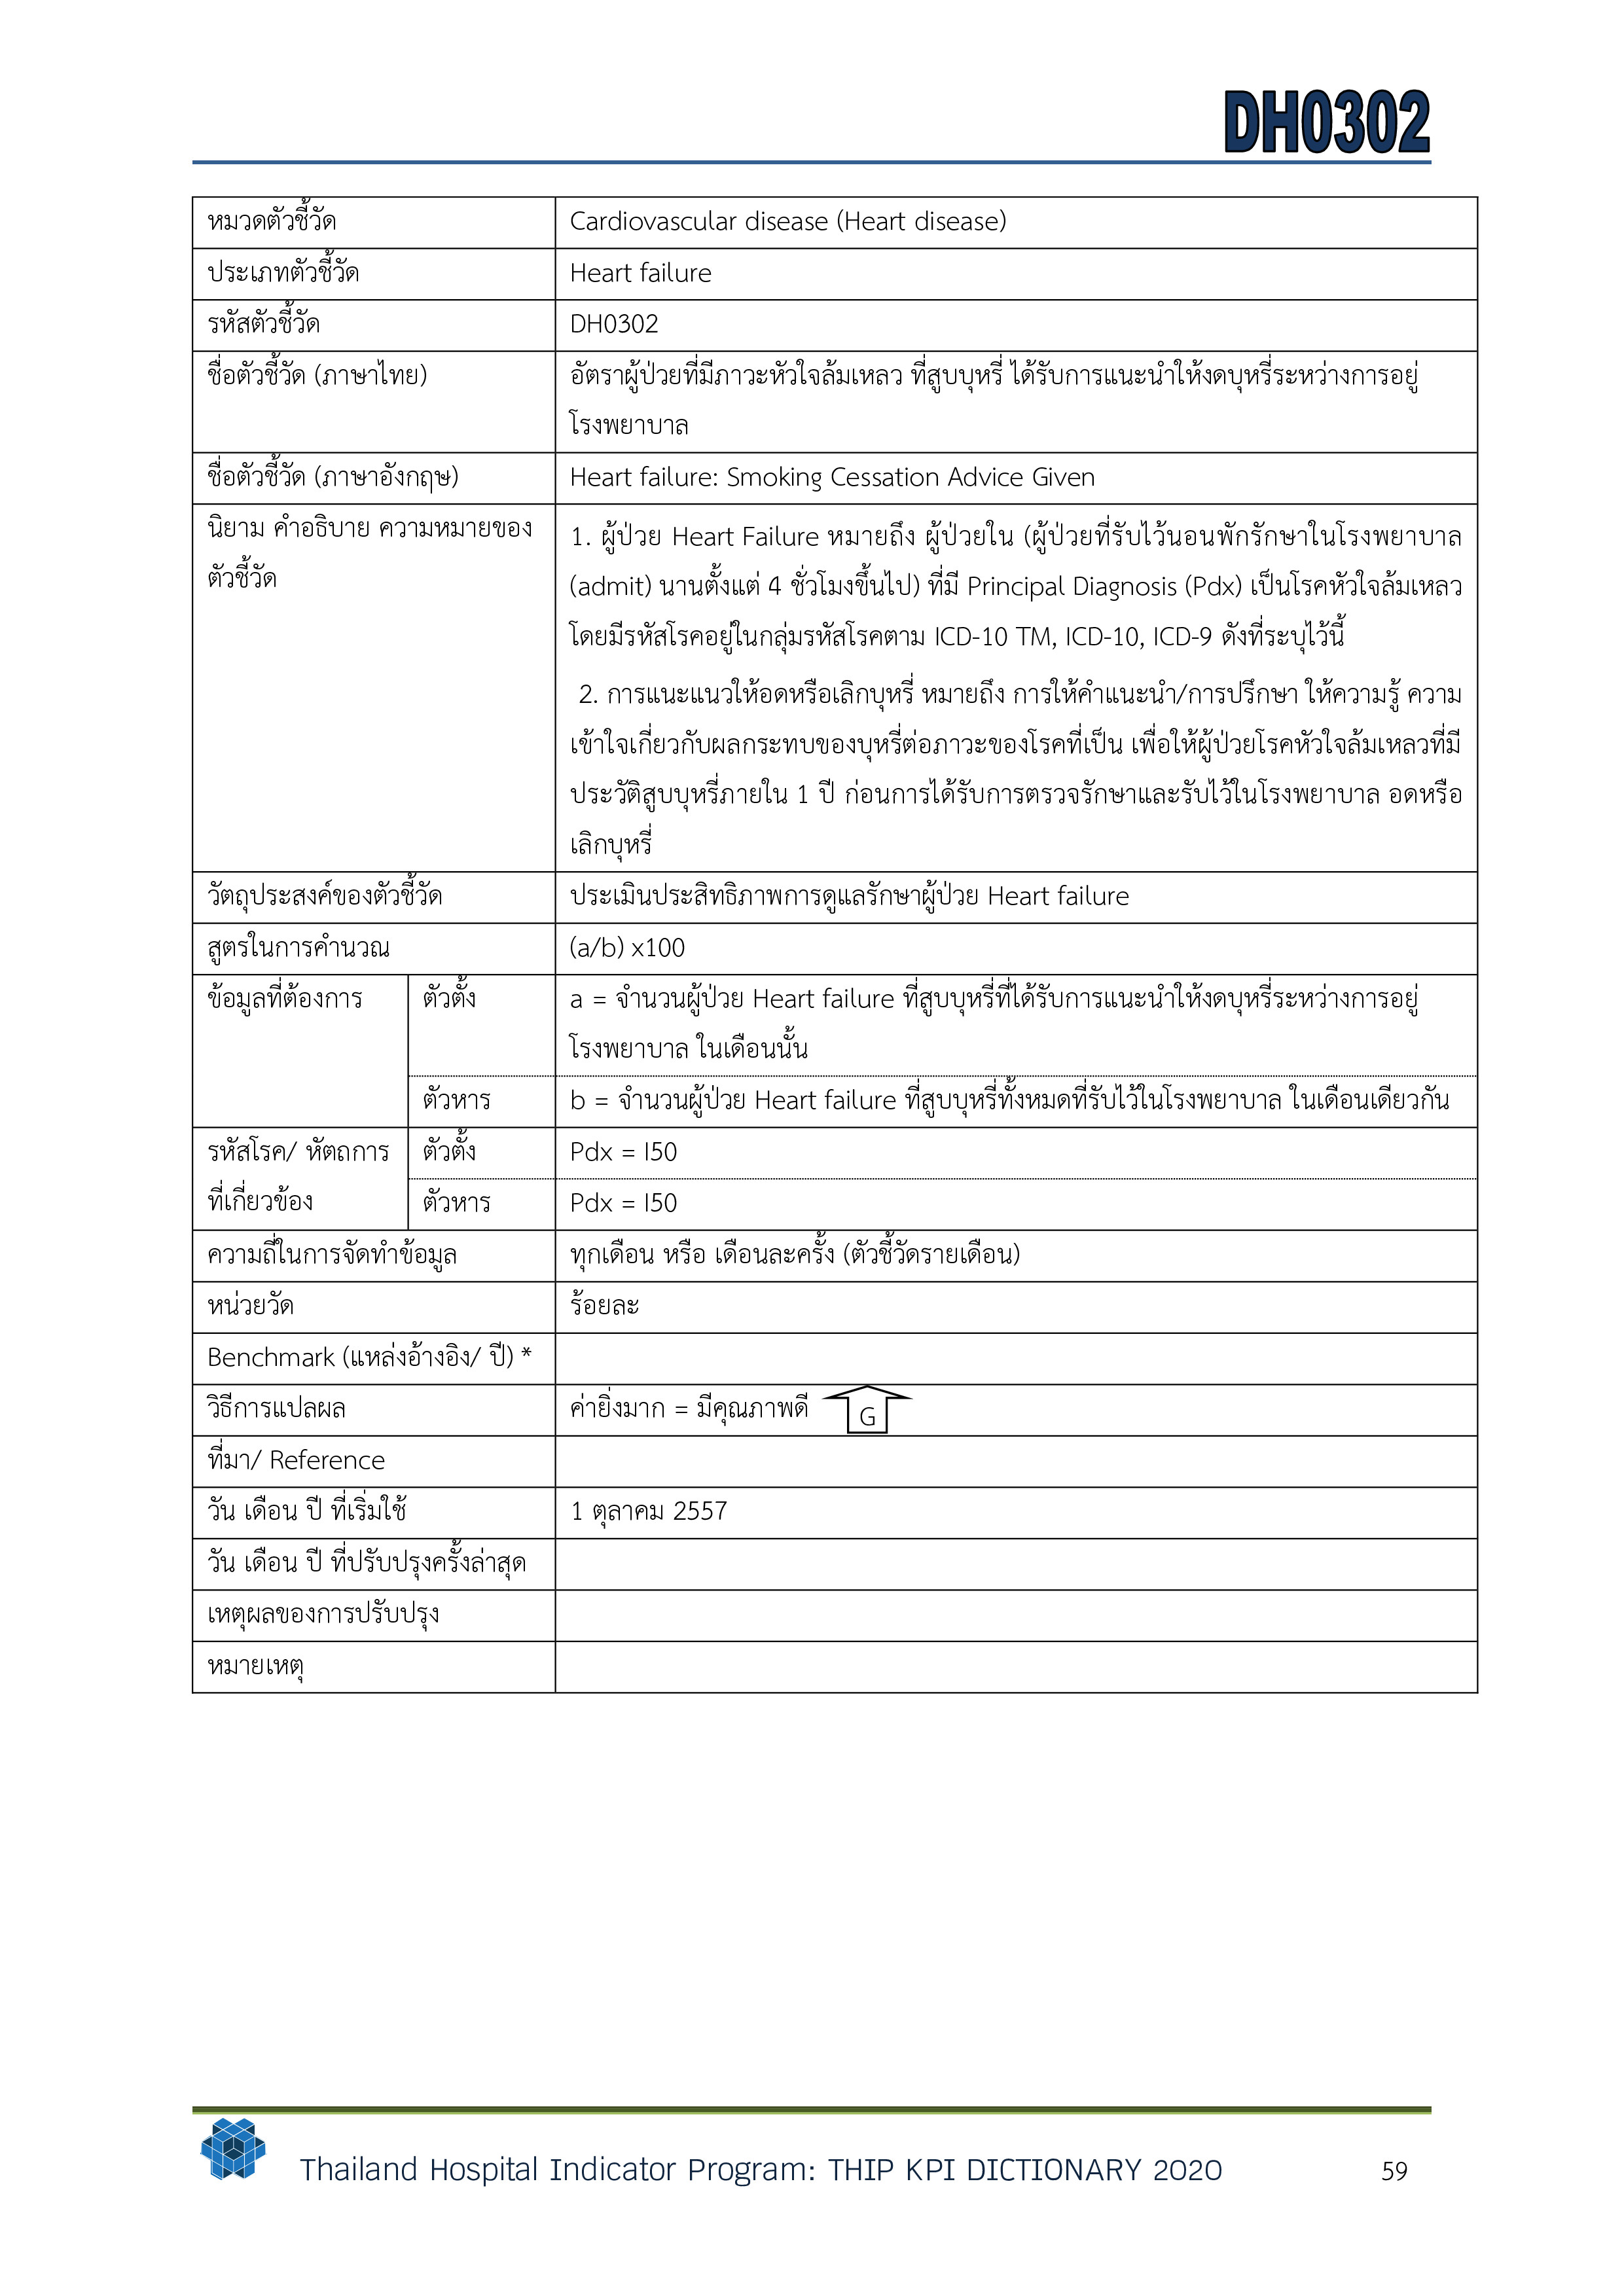 DH0302
หมวดตัวชี้วัด Cardiovascular disease (Heart disease)
ประเภทตัวชี้วัด Heart failure
รหัสตัวชี้วัด DH0302
ชื่อตัวชี้วัด (ภาษาไทย) อัตราผู้ป่วยที่มีภาวะหัวใจล้มเหลว ที่สูบบุหรี่ ได้รับการแนะนำให้งดบุหรี่ระหว่างการอยู่
โรงพยาบาล
ชื่อตัวชี้วัด (ภาษาอังกฤษ) Heart failure: Smoking Cessation Advice Given
นิยาม คำอธิบาย ความหมายของ
ตัวชี้วัด
1. ผู้ป่วย Heart Failure หมายถึง ผู้ป่วยใน (ผู้ป่วยที่รับไว้นอนพักรักษาในโรงพยาบาล
(admit) นานตั้งแต่ 4 ชั่วโมงขึ้นไป) ที่มี Principal Diagnosis (Pdx) เป็นโรคหัวใจล้มเหลว
โดยมีรหัสโรคอยู่ในกลุ่มรหัสโรคตาม ICD-10 TM, ICD-10, ICD-9 ดังที่ระบุไว้นี้
2. การแนะแนวให้อดหรือเลิกบุหรี่ หมายถึง การให้คำแนะนำ/การปรึกษา ให้ความรู้ ความ
เข้าใจเกี่ยวกับผลกระทบของบุหรี่ต่อภาวะของโรคที่เป็น เพื่อให้ผู้ป่วยโรคหัวใจล้มเหลวที่มี
ประวัติสูบบุหรี่ภายใน 1 ปี ก่อนการได้รับการตรวจรักษาและรับไว้ในโรงพยาบาล อดหรือ
เลิกบุหรี่
วัตถุประสงค์ของตัวชี้วัด ประเมินประสิทธิภาพการดูแลรักษาผู้ป่วย Heart failure
สูตรในการคำนวณ (a/b) x100
ข้อมูลที่ต้องการ ตัวตั้ง a = จำนวนผู้ป่วย Heart failure ที่สูบบุหรี่ที่ได้รับการแนะนำให้งดบุหรี่ระหว่างการอยู่
โรงพยาบาล ในเดือนนั้น
ตัวหาร b = จำนวนผู้ป่วย Heart failure ที่สูบบุหรี่ทั้งหมดที่รับไว้ในโรงพยาบาล ในเดือนเดียวกัน
รหัสโรค/ หัตถการ ตัวตั้ง Pdx = I50
ที่เกี่ยวข้อง ตัวหาร Pdx = I50
ความถี่ในการจัดทำข้อมูล ทุกเดือน หรือ เดือนละครั้ง (ตัวชี้วัดรายเดือน)
หน่วยวัด ร้อยละ
Benchmark (แหล่งอ้างอิง/ ปี) *
วิธีการแปลผล ค่ายิ่งมาก = มีคุณภาพดี G
ที่มา/ Reference
วัน เดือน ปี ที่เริ่มใช้ 1 ตุลาคม 2557
วัน เดือน ปี ที่ปรับปรุงครั้งล่าสุด
เหตุผลของการปรับปรุง
หมายเหตุ
Thailand Hospital Indicator Program: THIP KPI DICTIONARY 2020 59